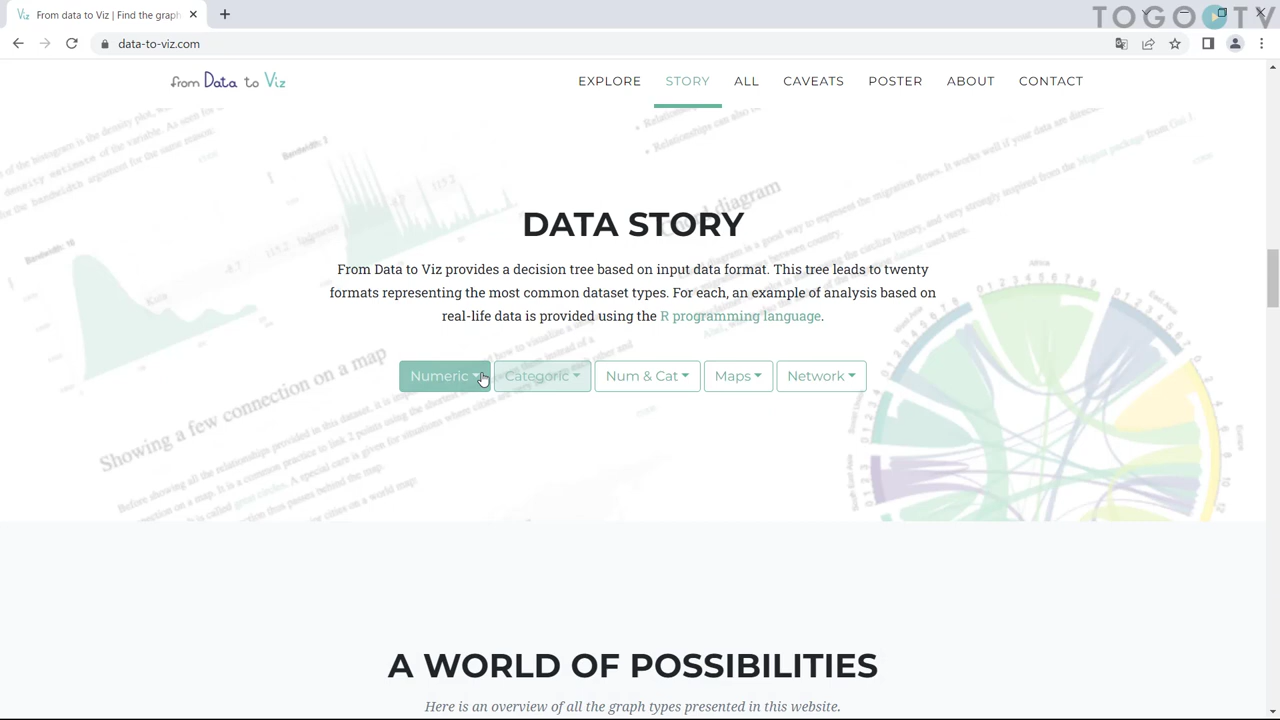 From data to Viz | Find the graph
TOGO TV
data-to-viz.com
from Data to Viz
EXPLORE
STORY
ALL
CAVEATS
POSTER
ABOUT
CONTACT
DATA STORY
From Data to Viz provides a decision tree based on input data format. This tree leads to twenty
formats representing the most common dataset types. For each, an example of analysis based on
real-life data is provided using the R programming language.
Numeric
Categoric
Num & Cat
Maps
Network
Showing a few connection on a map
A WORLD OF POSSIBILITIES
Here is an overview of all the graph types presented in this website.